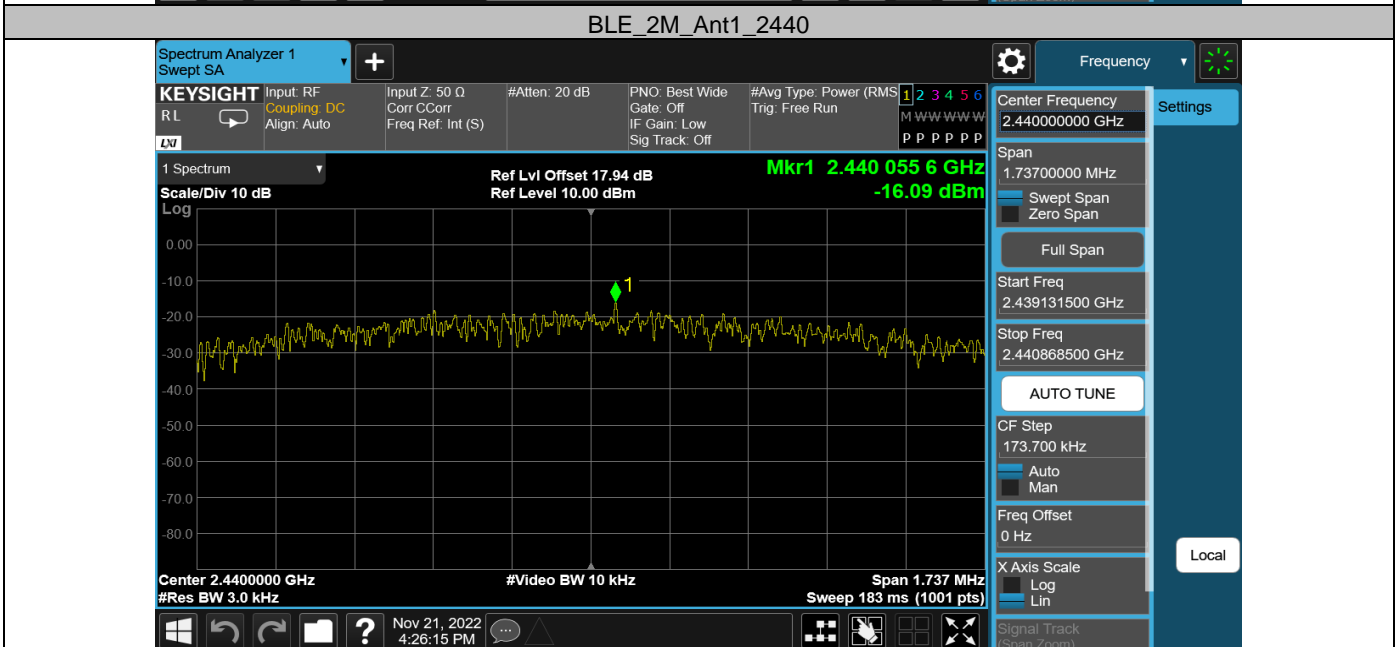 (Span Zoom)
BLE_2M_Ant1_2440
Spectrum Analyzer 1
Swept SA
+
Frequency
KEYSIGHT
RL
LXI
Input: RF
Coupling: DC
Align: Auto
Input Z: 50 Ω
Corr CCorr
Freq Ref: Int (S)
#Atten: 20 dB
PNO: Best Wide
Gate: Off
IF Gain: Low
Sig Track: Off
#Avg Type: Power (RMS
Trig: Free Run
1 2 3 4 5 6
M W W W W W
P P P P P P
1 Spectrum
Scale/Div 10 dB
Log
Ref Lvl Offset 17.94 dB
Ref Level 10.00 dBm
Mkr1 2.440 055 6 GHz
-16.09 dBm
0.00
-10.0
-20.0
-30.0
-40.0
-50.0
-60.0
-70.0
-80.0
1
Center 2.4400000 GHz
#Res BW 3.0 kHz
#Video BW 10 kHz
Span 1.737 MHz
Sweep 183 ms (1001 pts)
?
Nov 21, 2022
4:26:15 PM
Center Frequency
2.440000000 GHz
Span
1.73700000 MHz
Swept Span
Zero Span
Full Span
Start Freq
2.439131500 GHz
Stop Freq
2.440868500 GHz
AUTO TUNE
CF Step
173.700 kHz
Auto
Man
Freq Offset
0 Hz
X Axis Scale
Log
Lin
Signal Track
(Span Zoom)
Settings
Local